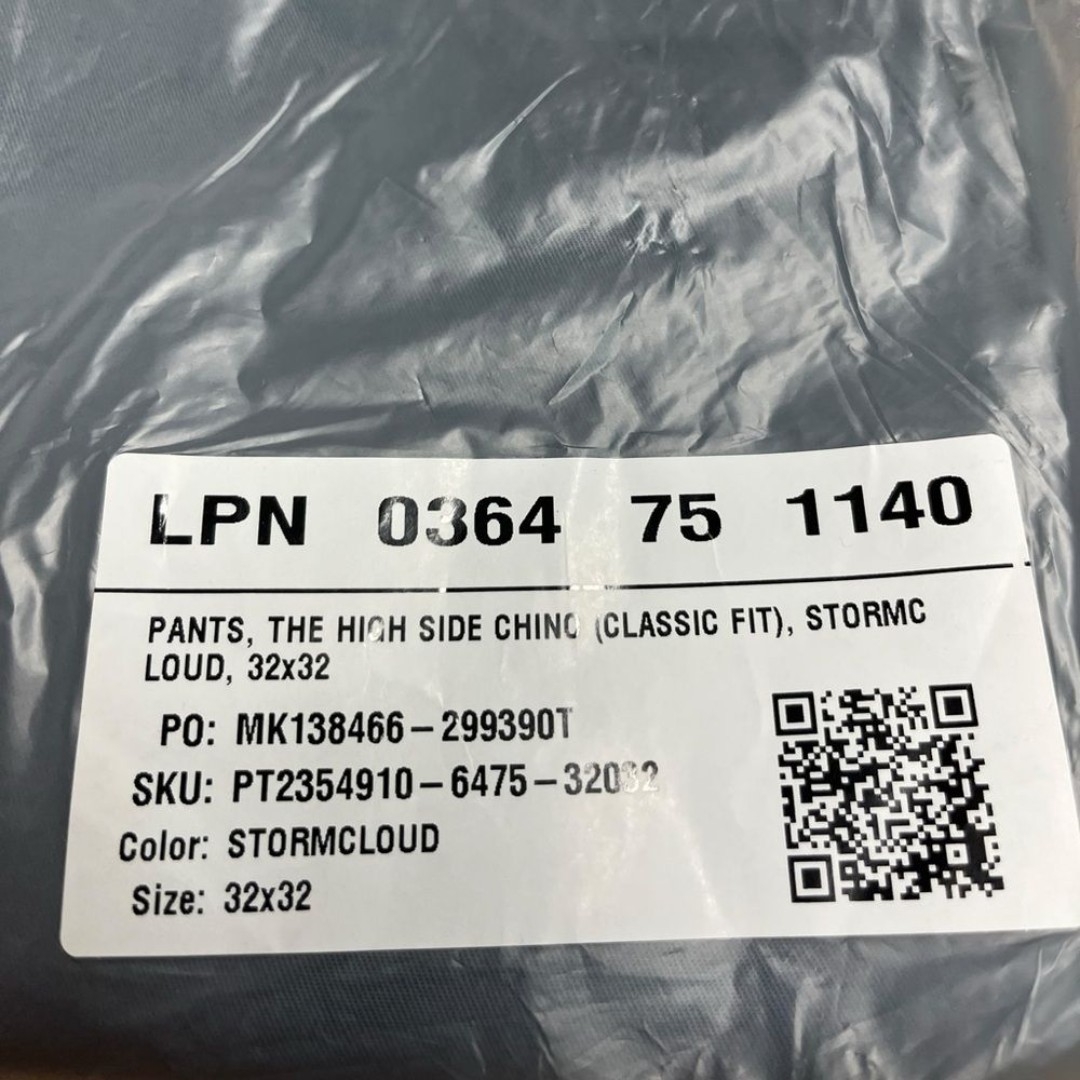 LPN 0364 75 1140
PANTS, THE HIGH SIDE CHINO (CLASSIC FIT), STORMC
LOUD, 32x32
PO: MK138466-299390T
SKU: PT2354910-6475-32032
Color: STORMCLOUD
Size: 32x32